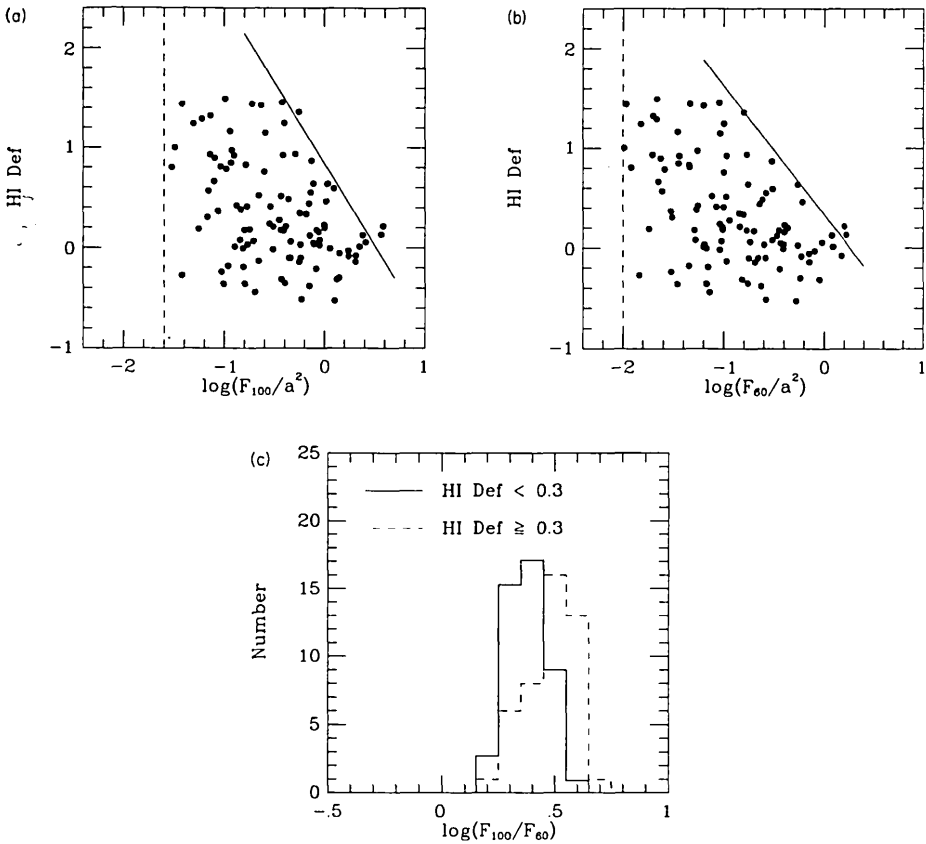 (a)
2
1
0
−1
HI Def
−2
−1
0
1
log(F₁₀₀/a²)
(b)
2
1
0
−1
HI Def
−2
−1
0
1
log(F₆₀/a²)
(c)
25
20
15
10
5
0
Number
HI Def < 0.3
HI Def ≧ 0.3
-.5
0
.5
1
log(F₁₀₀/F₆₀)